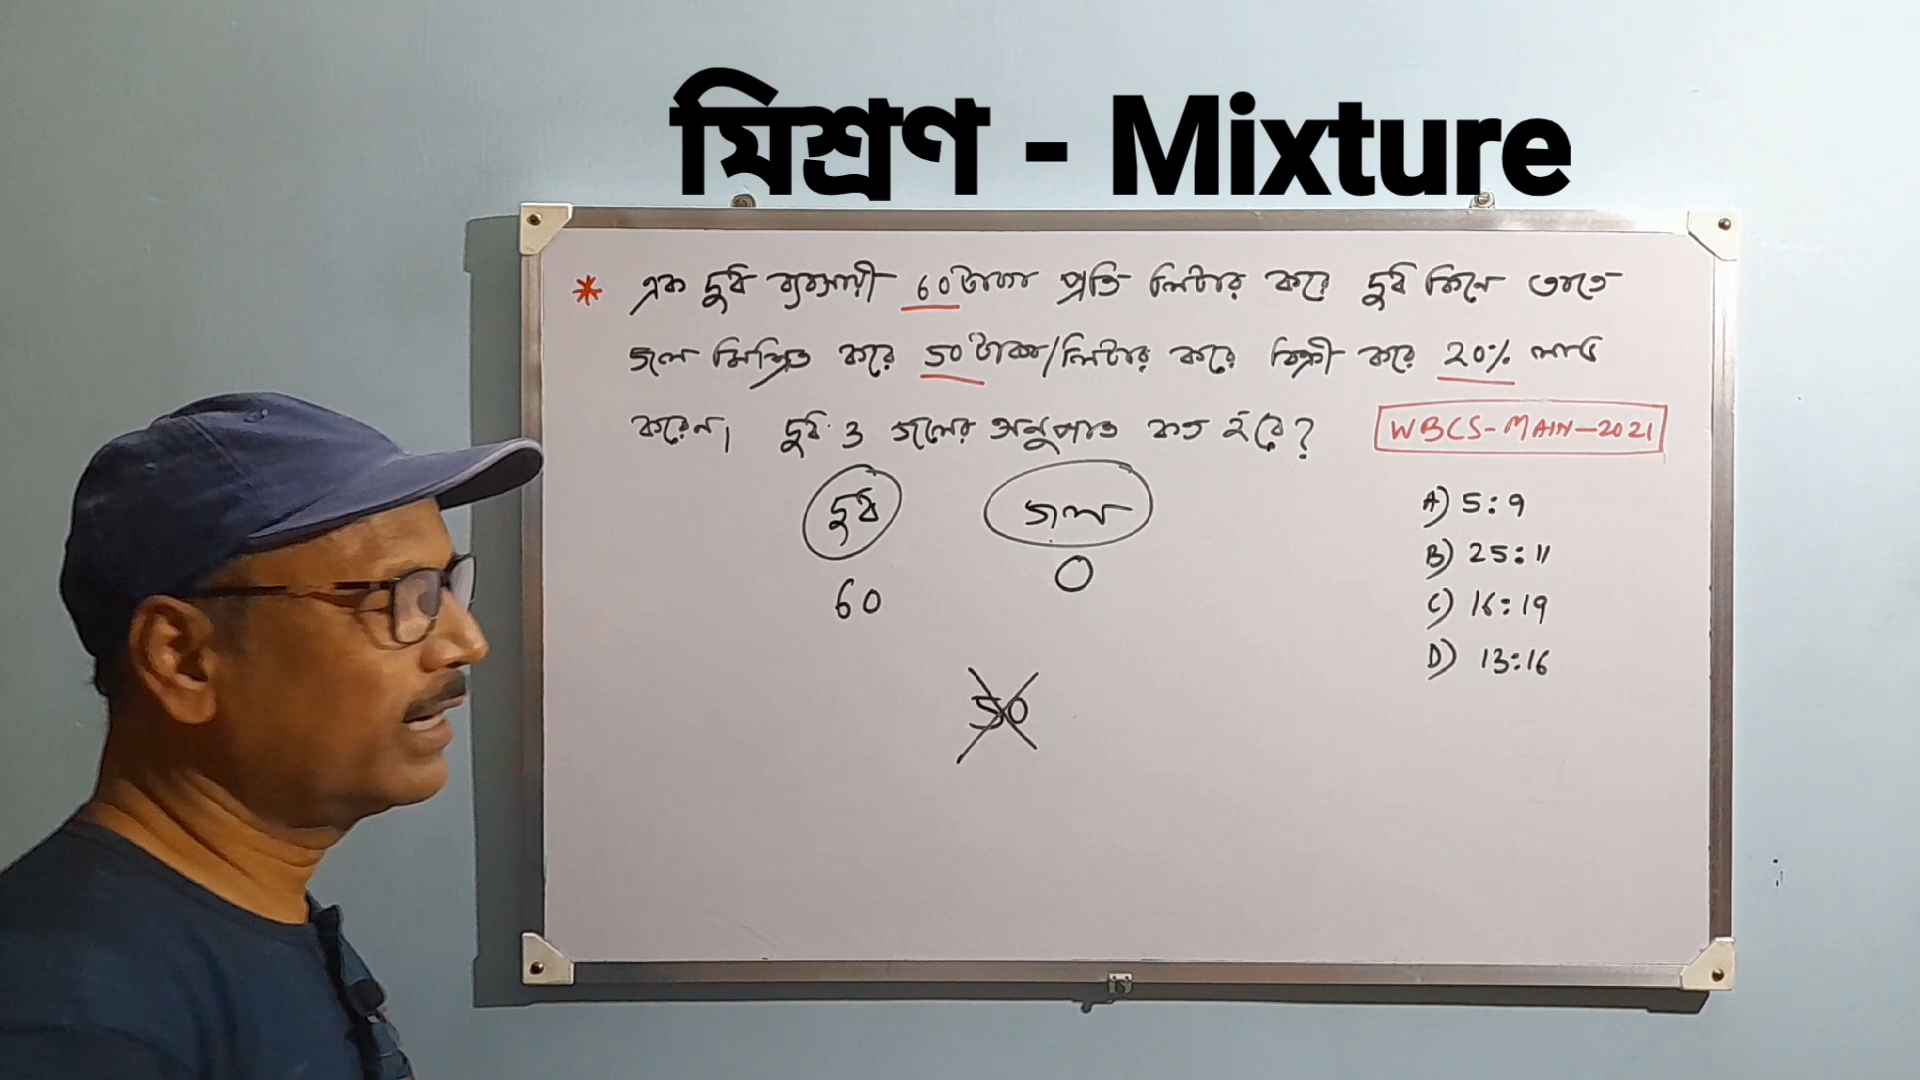 মিশ্রণ - Mixture
* এক দুধ ব্যবসায়ী 60 টাকা প্রতি লিটার করে দুধ কিনে তাতে
জল মিশ্রিত করে 50 টাকা/লিটার করে বিক্রী করে 20% লাভ
করেন। দুধ ও জলের অনুপাত কত হবে?
WBCS-MAIN-2021
দুধ জল
60 0
50
A) 5:9
B) 25:11
C) 16:19
D) 13:16